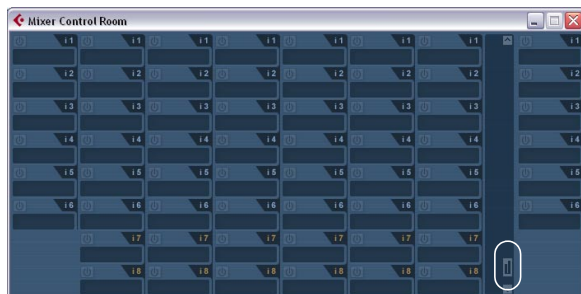 Mixer Control Room
i 1 i 1 i 1 i 1 i 1 i 1 i 1 i 1
i 2 i 2 i 2 i 2 i 2 i 2 i 2 i 2
i 3 i 3 i 3 i 3 i 3 i 3 i 3 i 3
i 4 i 4 i 4 i 4 i 4 i 4 i 4 i 4
i 5 i 5 i 5 i 5 i 5 i 5 i 5 i 5
i 6 i 6 i 6 i 6 i 6 i 6 i 6 i 6
i 7 i 7 i 7 i 7 i 7 i 7
i 8 i 8 i 8 i 8 i 8 i 8